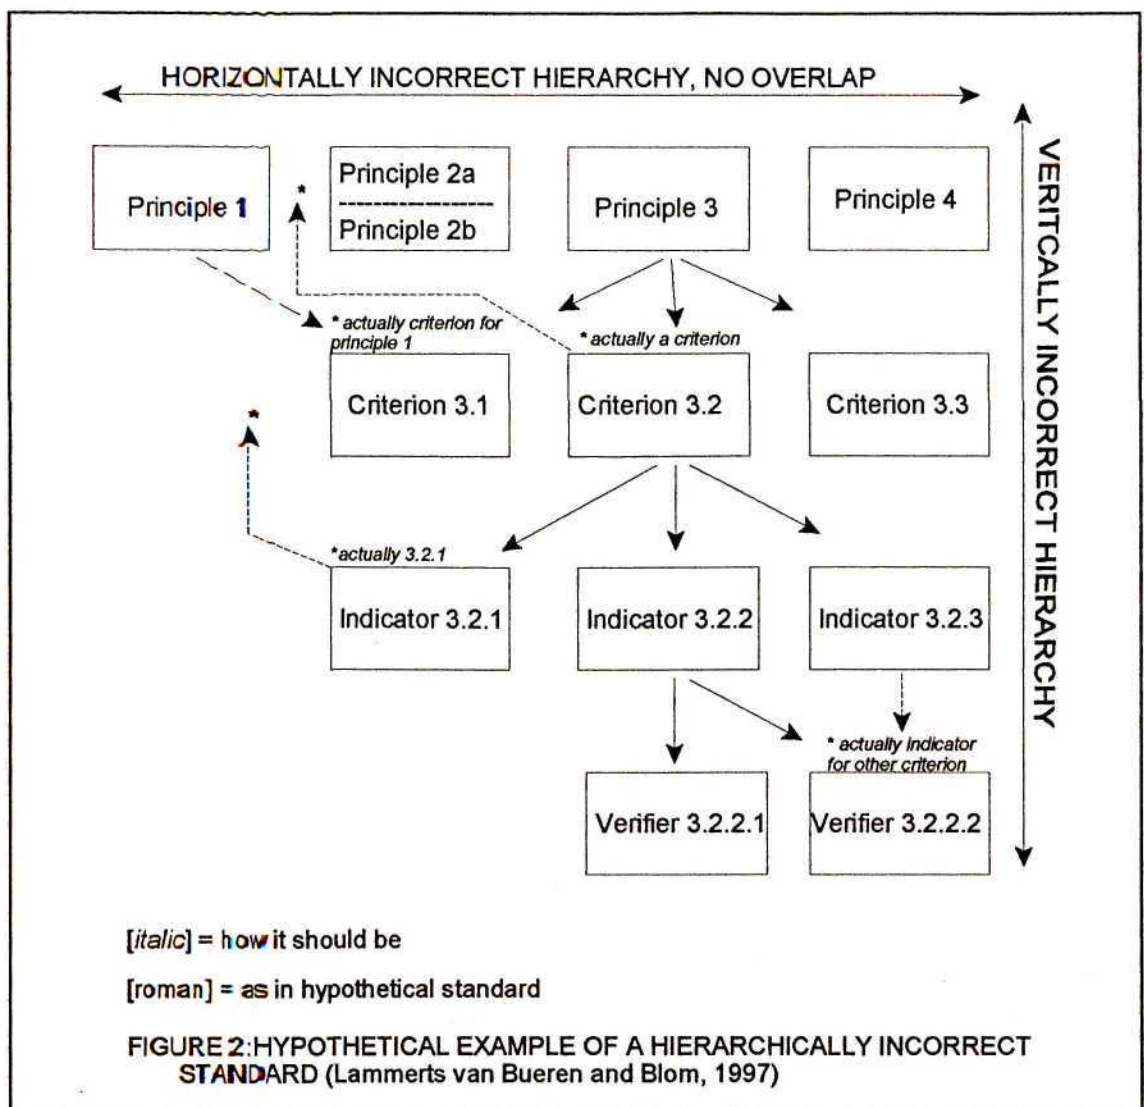 HORIZONTALLY INCORRECT HIERARCHY, NO OVERLAP
VERITCALLY INCORRECT HIERARCHY
Principle 1
*
Principle 2a
Principle 2b
Principle 3
Principle 4
* actually criterion for
principle 1
* actually a criterion
*
Criterion 3.1
Criterion 3.2
Criterion 3.3
*actually 3.2.1
Indicator 3.2.1
Indicator 3.2.2
Indicator 3.2.3
* actually indicator
for other criterion
Verifier 3.2.2.1
Verifier 3.2.2.2
[italic] = how it should be
[roman] = as in hypothetical standard
FIGURE 2:HYPOTHETICAL EXAMPLE OF A HIERARCHICALLY INCORRECT
STANDARD (Lammerts van Bueren and Blom, 1997)